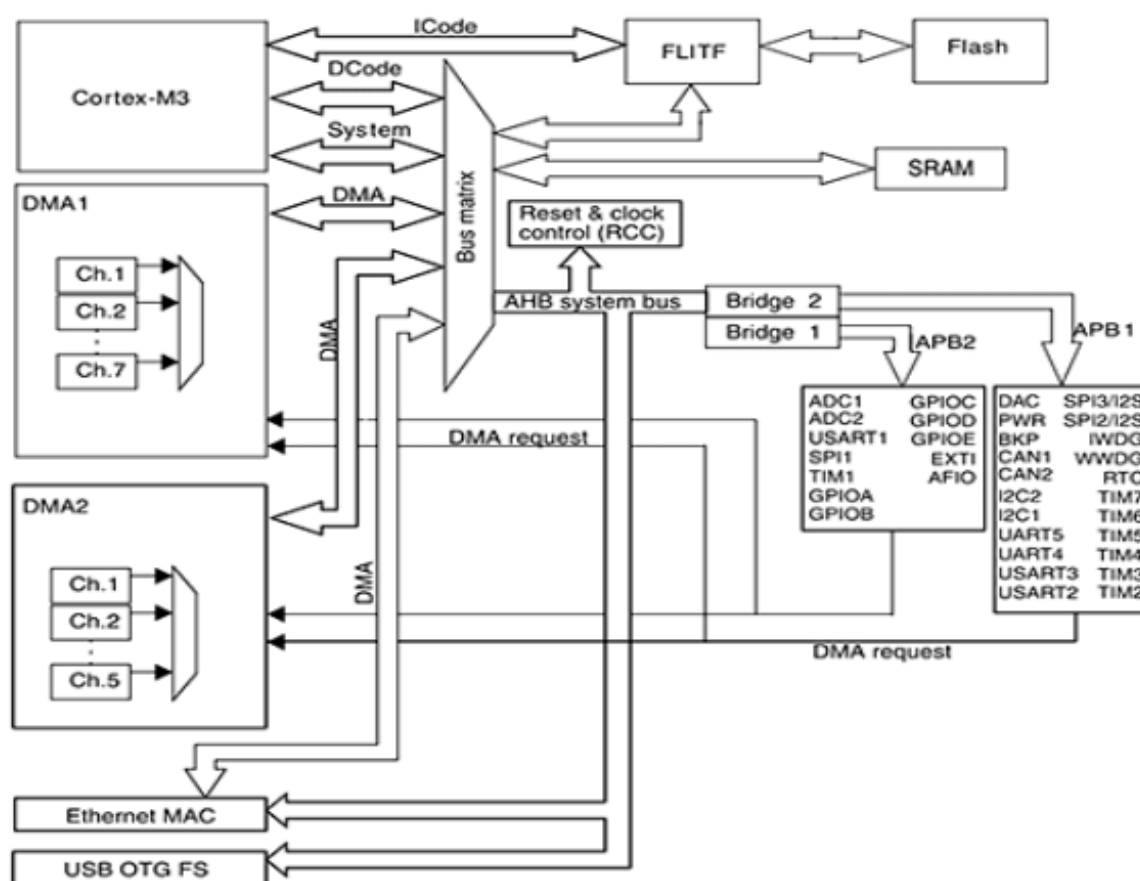 ICode
FLITF
Flash
Cortex-M3
DCode
System
Bus matrix
SRAM
DMA1
DMA
Reset & clock
control (RCC)
Ch.1
Ch.2
Ch.7
AHB system bus
Bridge 2
Bridge 1
DMA
APB2
APB1
DMA request
ADC1
ADC2
USART1
SPI1
TIM1
GPIOA
GPIOB
GPIOC
GPIOD
GPIOE
EXTI
AFIO
DAC
PWR
BKP
CAN1
CAN2
I2C2
I2C1
UART5
UART4
USART3
USART2
SPI3/I2S
SPI2/I2S
IWDG
WWDG
RTC
TIM7
TIM6
TIM5
TIM4
TIM3
TIM2
DMA2
Ch.1
Ch.2
Ch.5
DMA
DMA request
Ethernet MAC
USB OTG FS